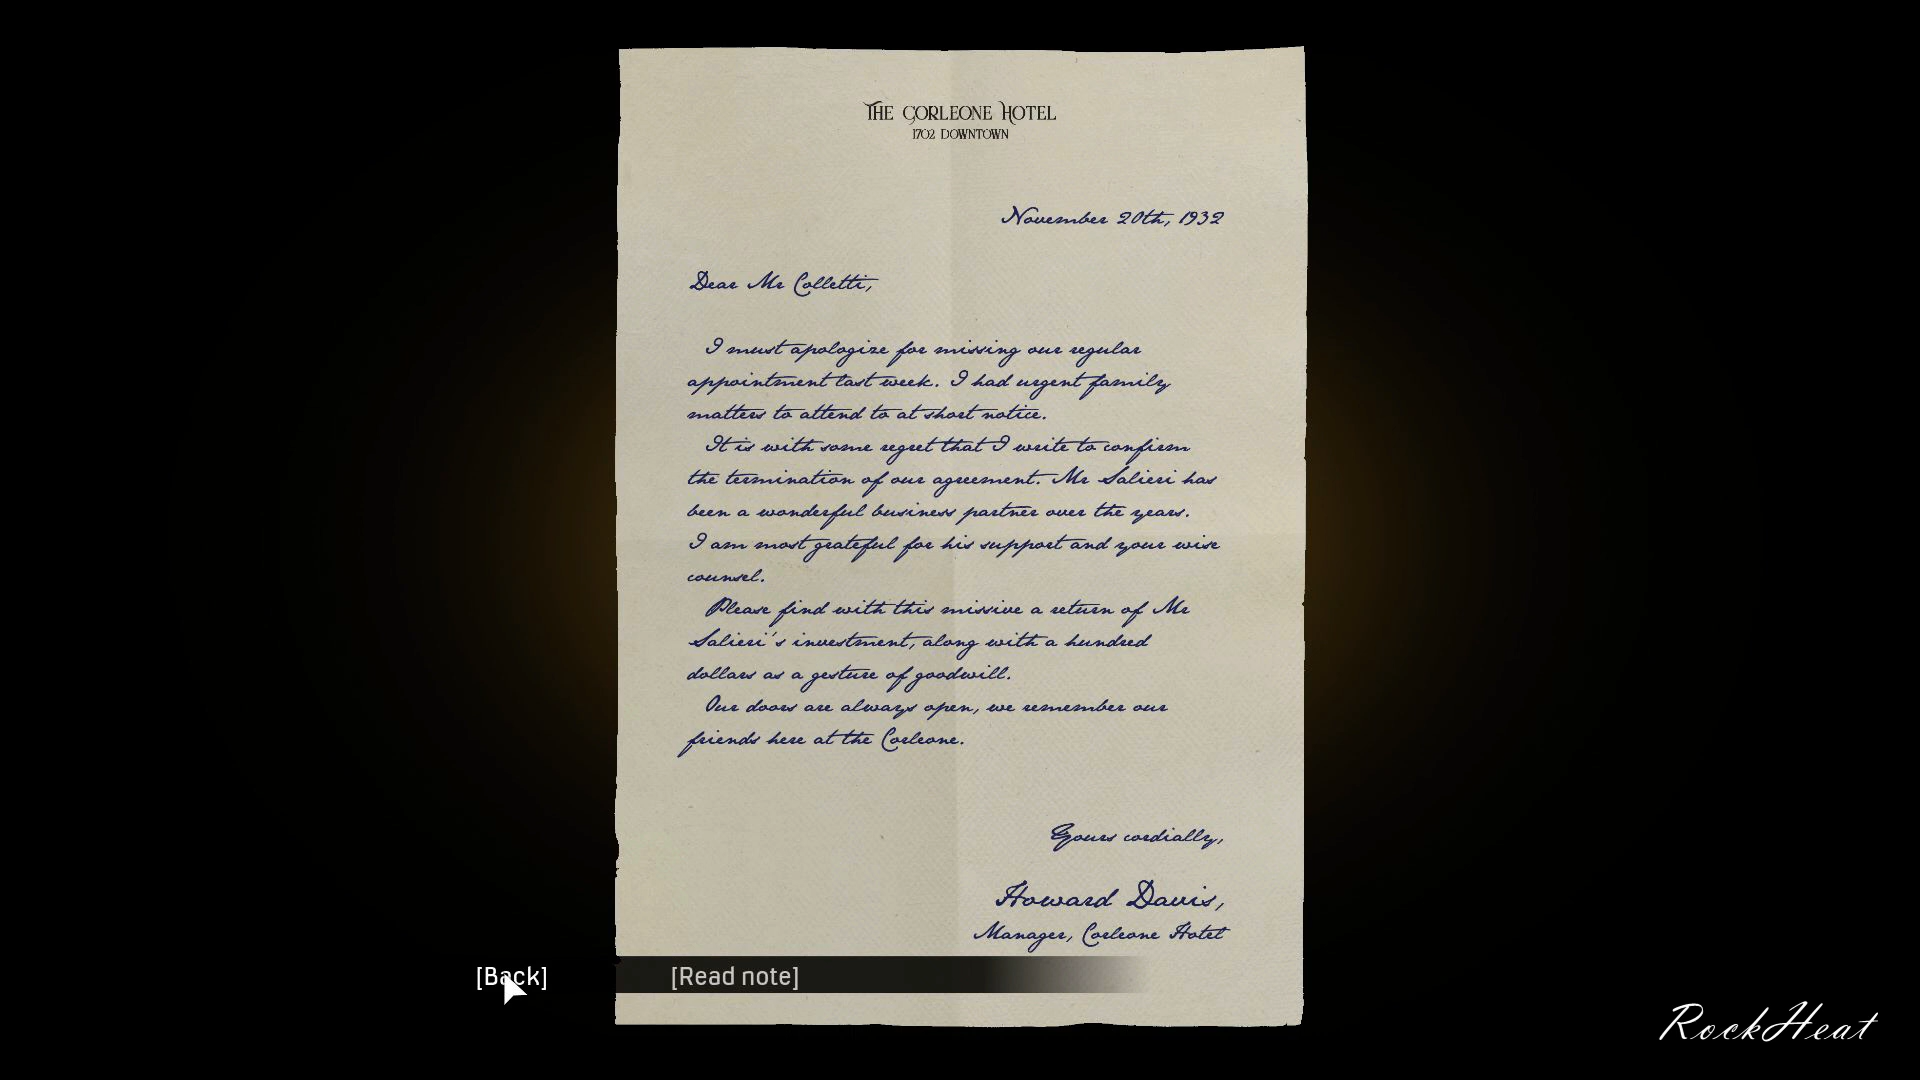 The Corleone Hotel
1702 Downtown
November 20th, 1932
Dear Mr Colletti,
I must apologize for missing our regular
appointment last week. I had urgent family
matters to attend to at short notice.
It is with some regret that I write to confirm
the termination of our agreement. Mr Salieri has
been a wonderful business partner over the years.
I am most grateful for his support and your wise
counsel.
Please find with this missive a return of Mr
Salieri's investment, along with a hundred
dollars as a gesture of goodwill.
Our doors are always open, we remember our
friends here at the Corleone.
Yours cordially,
Howard Davis,
Manager, Corleone Hotel
[Back] [Read note]
RockHeat